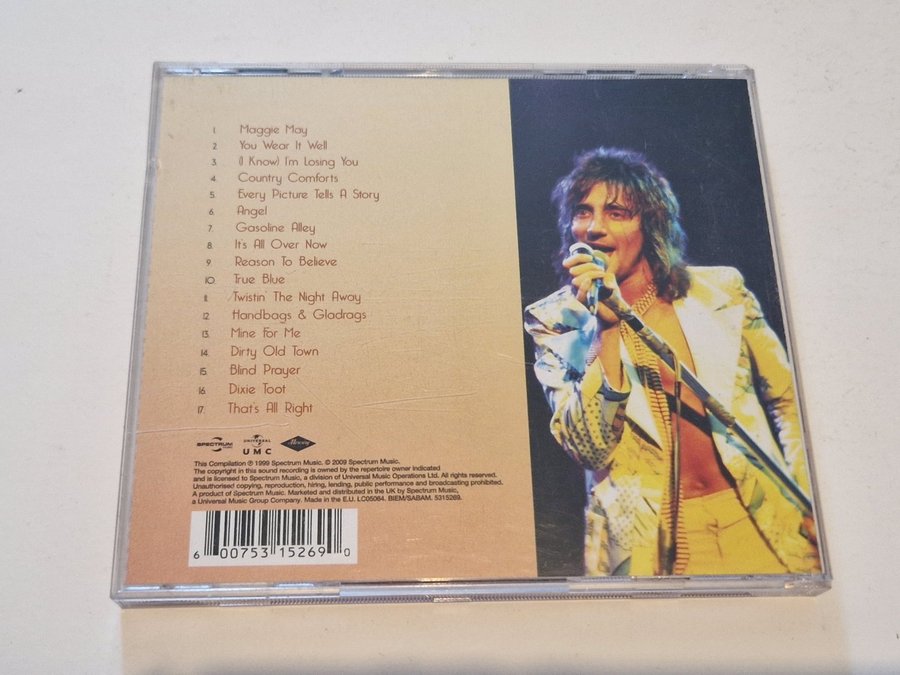 1. Maggie May
2. You Wear It Well
3. (I Know) I'm Losing You
4. Country Comforts
5. Every Picture Tells A Story
6. Angel
7. Gasoline Alley
8. It's All Over Now
9. Reason To Believe
10. True Blue
11. Twistin' The Night Away
12. Handbags & Gladrags
13. Mine For Me
14. Dirty Old Town
15. Blind Prayer
16. Dixie Toot
17. That's All Right
SPECTRUM UNIVERSAL UMC Mercury
This Compilation ℗ 1999 Spectrum Music. © 2009 Spectrum Music.
The copyright in this sound recording is owned by the repertoire owner indicated
and is licensed to Spectrum Music, a division of Universal Music Operations Ltd. All rights reserved.
Unauthorised copying, reproduction, hiring, lending, public performance and broadcasting prohibited.
A product of Spectrum Music. Marketed and distributed in the UK by Spectrum Music,
a Universal Music Group Company. Made in the E.U. LC05064. BIEM/SABAM. 5315269.
6 00753 15269 0